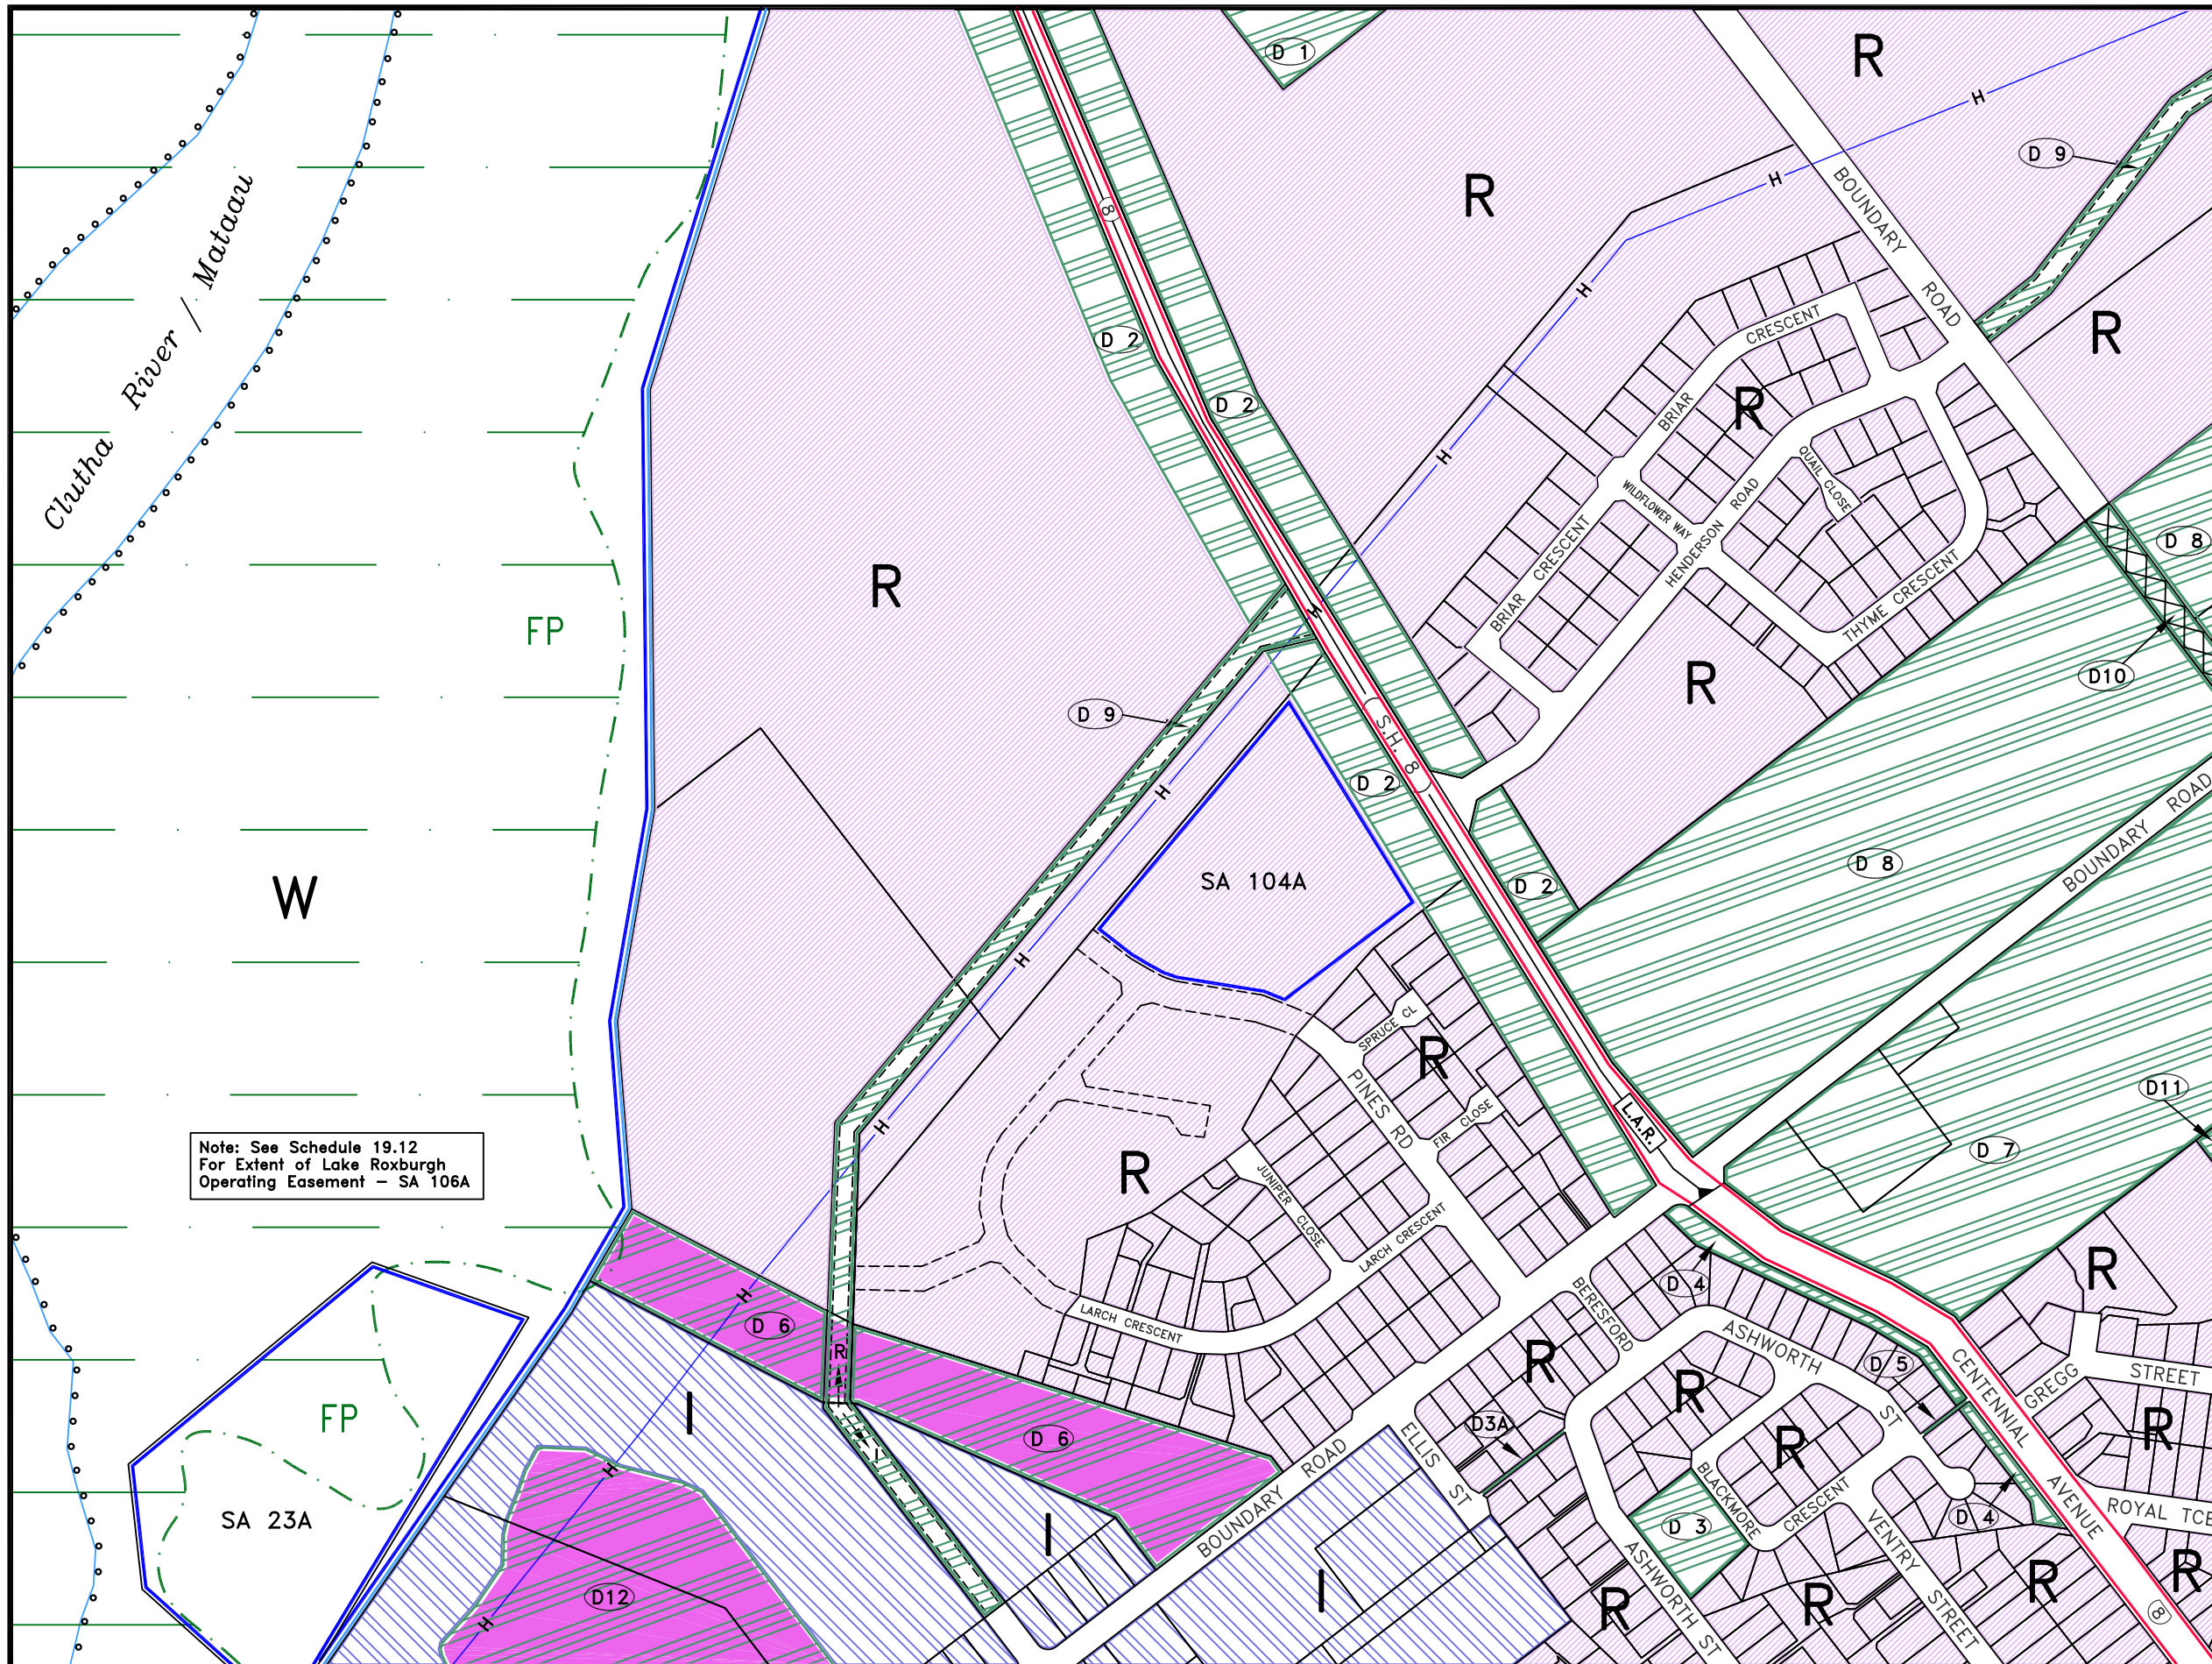 D 1
R
H
D 9
8
R
H
BOUNDARY
ROAD
Clutha River / Mataau
H
D 2
CRESCENT
R
D 2
BRIAR
R
H
QUAIL CLOSE
WILDFLOWER WAY
HENDERSON ROAD
BRIAR CRESCENT
D 8
R
THYME CRESCENT
FP
H
D10
R
D 9
S.H. 8
D 2
H
BOUNDARY ROAD
D 8
SA 104A
D 2
W
H
SPRUCE CL
R
PINES RD
D11
L.A.R.
FIR CLOSE
H
Note: See Schedule 19.12
For Extent of Lake Roxburgh
Operating Easement – SA 106A
D 7
R
JUNIPER CLOSE
LARCH CRESCENT
R
D 4
BERESFORD
H
D 6
LARCH CRESCENT
R
ASHWORTH
ST
D 5
CENTENNIAL
AVENUE
GREGG
STREET
R
R
I
FP
D 6
D3A
ELLIS ST
R
R
H
BOUNDARY ROAD
BLACKMORE
CRESCENT
SA 23A
I
D 3
D 4
ROYAL TCE
VENTRY STREET
D12
I
ASHWORTH ST
R
R
R
R
H
8